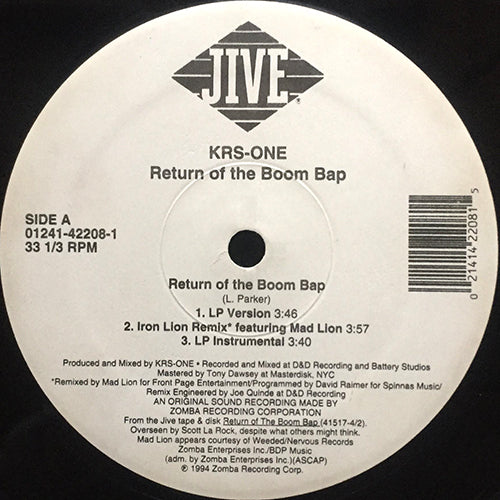 JIVE®
KRS-ONE
Return of the Boom Bap
SIDE A
01241-42208-1
33 1/3 RPM
0 21414 22081 5
Return of the Boom Bap
(L. Parker)
1. LP Version 3:46
2. Iron Lion Remix* featuring Mad Lion 3:57
3. LP Instrumental 3:40
Produced and Mixed by KRS-ONE • Recorded and Mixed at D&D Recording and Battery Studios
Mastered by Tony Dawsey at Masterdisk, NYC
*Remixed by Mad Lion for Front Page Entertainment/Programmed by David Raimer for Spinnas Music/
Remix Engineered by Joe Quinde at D&D Recording
AN ORIGINAL SOUND RECORDING MADE BY
ZOMBA RECORDING CORPORATION
From the Jive tape & disk Return of The Boom Bap (41517-4/2).
Overseen by Scott La Rock, despite what others might think.
Mad Lion appears courtesy of Weeded/Nervous Records
Zomba Enterprises Inc./BDP Music
(adm. by Zomba Enterprises Inc.)(ASCAP)
℗ 1994 Zomba Recording Corp.